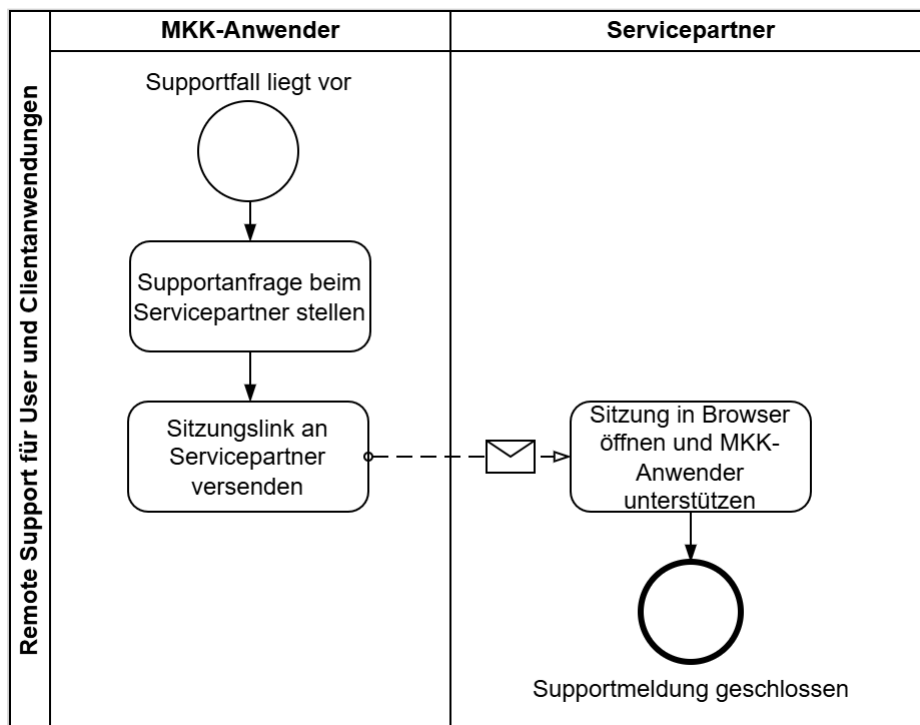 Remote Support für User und Clientanwendungen
MKK-Anwender
Servicepartner
Supportfall liegt vor
Supportanfrage beim
Servicepartner stellen
Sitzungslink an
Servicepartner
versenden
Sitzung in Browser
öffnen und MKK-
Anwender
unterstützen
Supportmeldung geschlossen